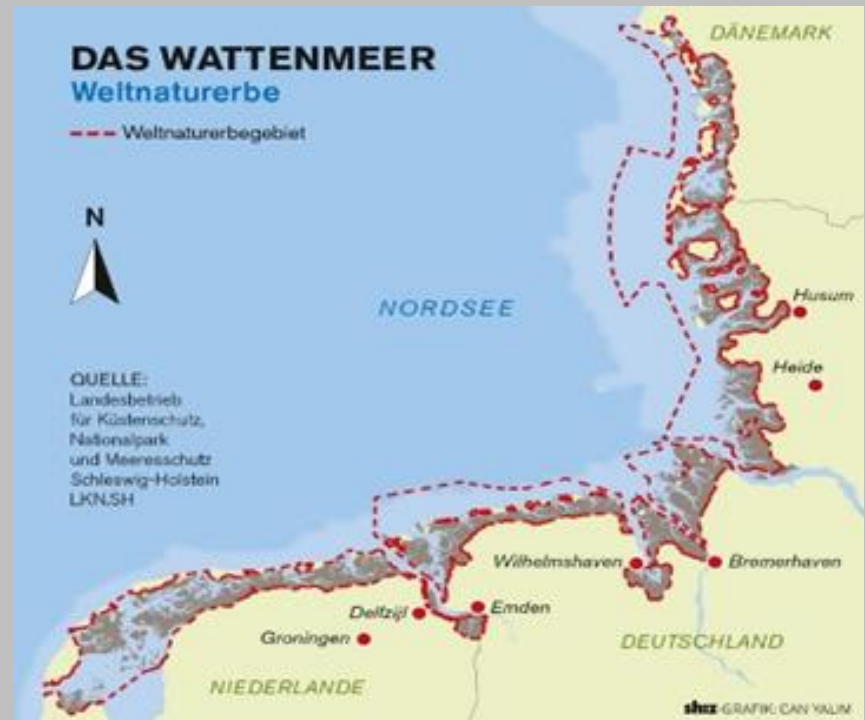 DAS WATTENMEER
Weltnaturerbe
Weltnaturerbegebiet
DÄNEMARK
N
NORDSEE
Husum
Heide
QUELLE:
Landesbetrieb
für Küstenschutz,
Nationalpark
und Meeresschutz
Schleswig-Holstein
LKN.SH
Wilhelmshaven
Bremerhaven
Delfzijl
Emden
Groningen
DEUTSCHLAND
NIEDERLANDE
shz-GRAFIK: CAN YALIM